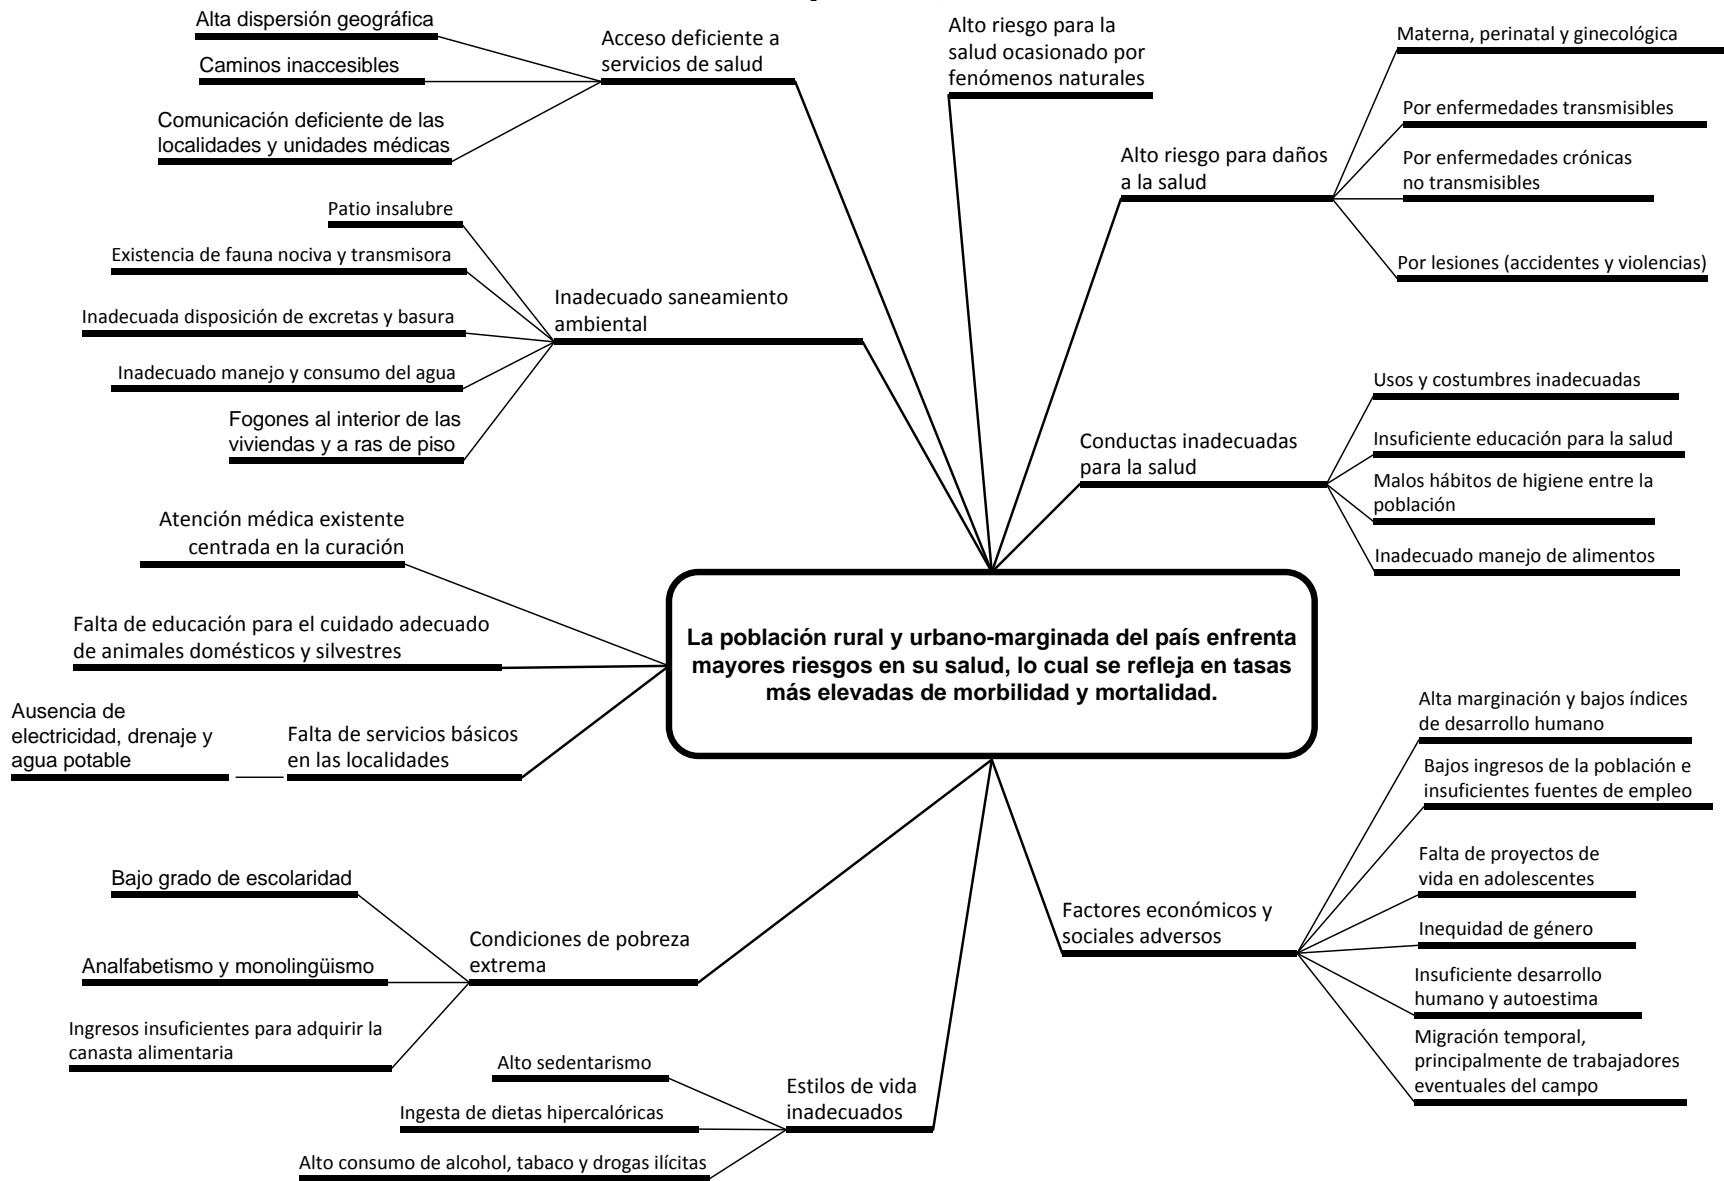 Alta dispersión geográfica
Caminos inaccesibles
Comunicación deficiente de las
localidades y unidades médicas
Acceso deficiente a
servicios de salud
Alto riesgo para la
salud ocasionado por
fenómenos naturales
Materna, perinatal y ginecológica
Por enfermedades transmisibles
Por enfermedades crónicas
no transmisibles
Por lesiones (accidentes y violencias)
Alto riesgo para daños
a la salud
Patio insalubre
Existencia de fauna nociva y transmisora
Inadecuada disposición de excretas y basura
Inadecuado manejo y consumo del agua
Fogones al interior de las
viviendas y a ras de piso
Inadecuado saneamiento
ambiental
Usos y costumbres inadecuadas
Insuficiente educación para la salud
Malos hábitos de higiene entre la
población
Inadecuado manejo de alimentos
Conductas inadecuadas
para la salud
Atención médica existente
centrada en la curación
Falta de educación para el cuidado adecuado
de animales domésticos y silvestres
Ausencia de
electricidad, drenaje y
agua potable
Falta de servicios básicos
en las localidades
La población rural y urbano-marginada del país enfrenta
mayores riesgos en su salud, lo cual se refleja en tasas
más elevadas de morbilidad y mortalidad.
Alta marginación y bajos índices
de desarrollo humano
Bajos ingresos de la población e
insuficientes fuentes de empleo
Falta de proyectos de
vida en adolescentes
Inequidad de género
Insuficiente desarrollo
humano y autoestima
Migración temporal,
principalmente de trabajadores
eventuales del campo
Factores económicos y
sociales adversos
Bajo grado de escolaridad
Analfabetismo y monolingüismo
Ingresos insuficientes para adquirir la
canasta alimentaria
Condiciones de pobreza
extrema
Alto sedentarismo
Ingesta de dietas hipercalóricas
Alto consumo de alcohol, tabaco y drogas ilícitas
Estilos de vida
inadecuados